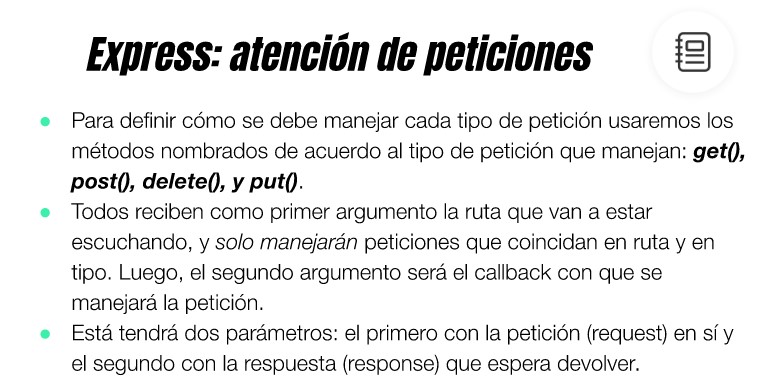 Express: atención de peticiones
Para definir cómo se debe manejar cada tipo de petición usaremos los
métodos nombrados de acuerdo al tipo de petición que manejan: get(),
post(), delete(), y put().
Todos reciben como primer argumento la ruta que van a estar
escuchando, y solo manejarán peticiones que coincidan en ruta y en
tipo. Luego, el segundo argumento será el callback con que se
manejará la petición.
Está tendrá dos parámetros: el primero con la petición (request) en sí y
el segundo con la respuesta (response) que espera devolver.